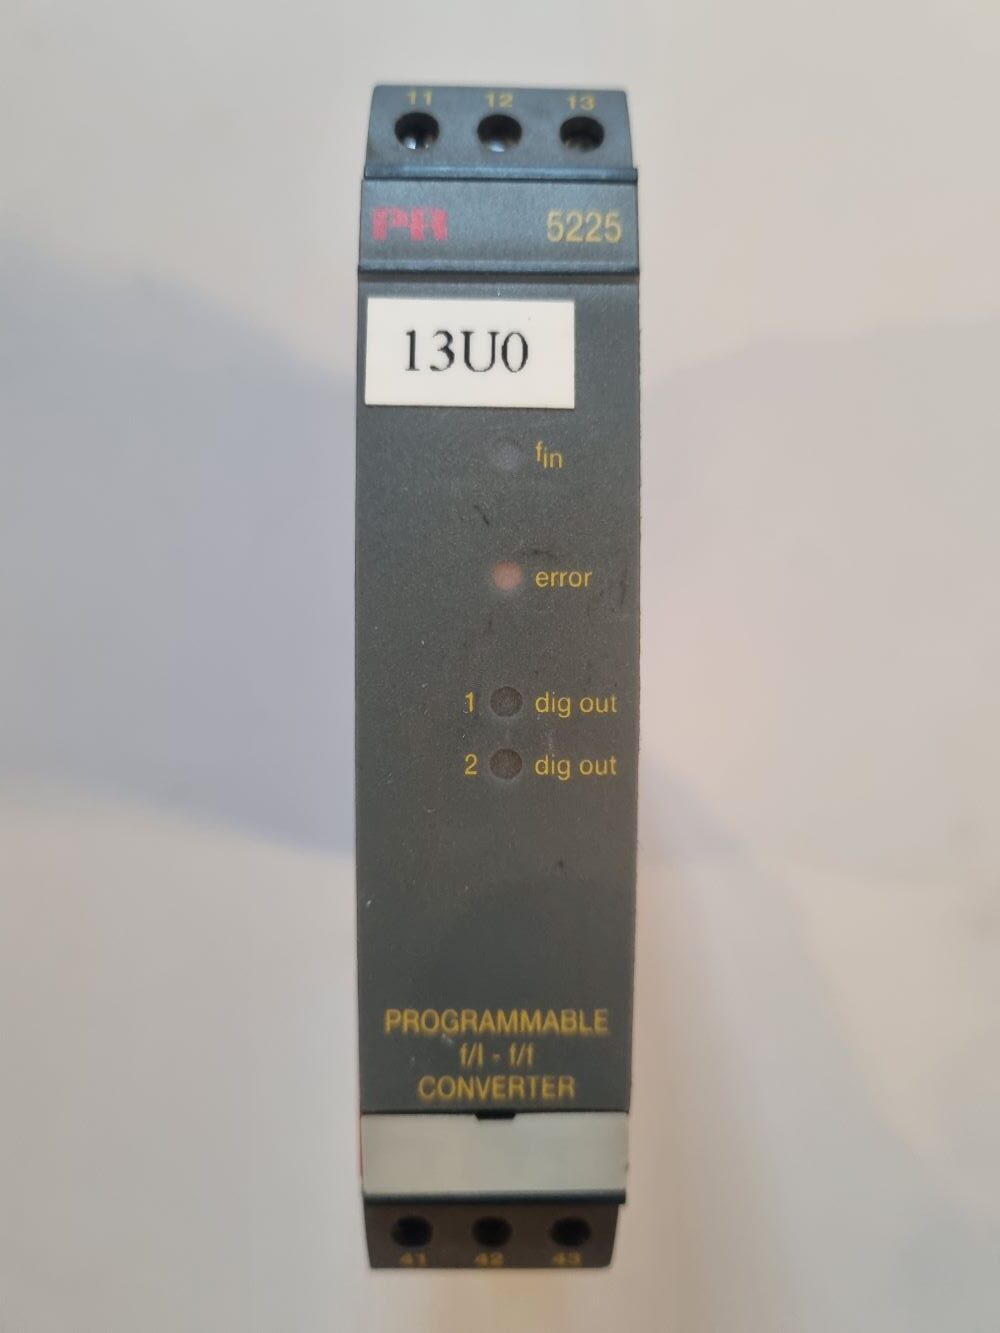 11 12 13
PR 5225
13U0
fin
error
1 dig out
2 dig out
PROGRAMMABLE
f/I - f/f
CONVERTER
41 42 43